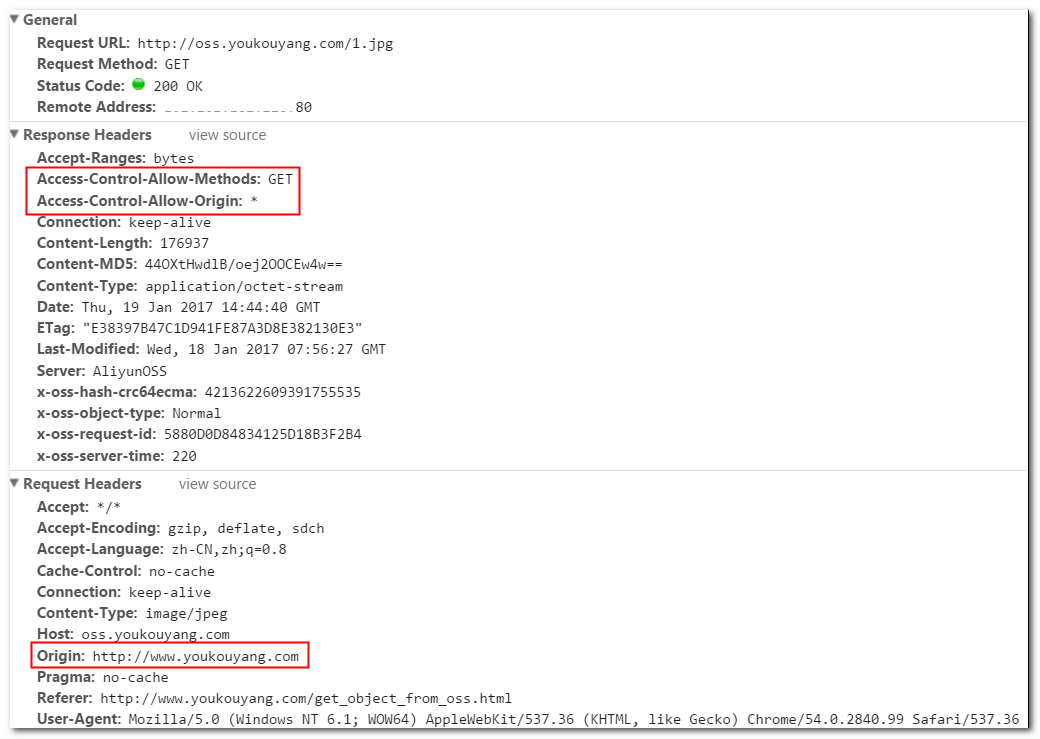 General
Request URL: http://oss.youkouyang.com/1.jpg
Request Method: GET
Status Code: 200 OK
Remote Address: :80
Response Headers view source
Accept-Ranges: bytes
Access-Control-Allow-Methods: GET
Access-Control-Allow-Origin: *
Connection: keep-alive
Content-Length: 176937
Content-MD5: 44OXtHwdlB/oej2OOCEw4w==
Content-Type: application/octet-stream
Date: Thu, 19 Jan 2017 14:44:40 GMT
ETag: "E38397B47C1D941FE87A3D8E382130E3"
Last-Modified: Wed, 18 Jan 2017 07:56:27 GMT
Server: AliyunOSS
x-oss-hash-crc64ecma: 4213622609391755535
x-oss-object-type: Normal
x-oss-request-id: 5880D0D84834125D18B3F2B4
x-oss-server-time: 220
Request Headers view source
Accept: */*
Accept-Encoding: gzip, deflate, sdch
Accept-Language: zh-CN,zh;q=0.8
Cache-Control: no-cache
Connection: keep-alive
Content-Type: image/jpeg
Host: oss.youkouyang.com
Origin: http://www.youkouyang.com
Pragma: no-cache
Referer: http://www.youkouyang.com/get_object_from_oss.html
User-Agent: Mozilla/5.0 (Windows NT 6.1; WOW64) AppleWebKit/537.36 (KHTML, like Gecko) Chrome/54.0.2840.99 Safari/537.36